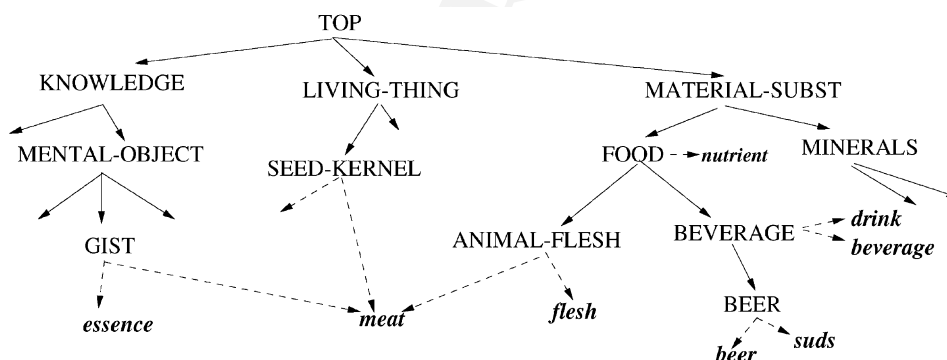 TOP
KNOWLEDGE
LIVING-THING
MATERIAL-SUBST
MENTAL-OBJECT
SEED-KERNEL
FOOD
nutrient
MINERALS
GIST
ANIMAL-FLESH
BEVERAGE
drink
beverage
essence
meat
flesh
BEER
suds
beer